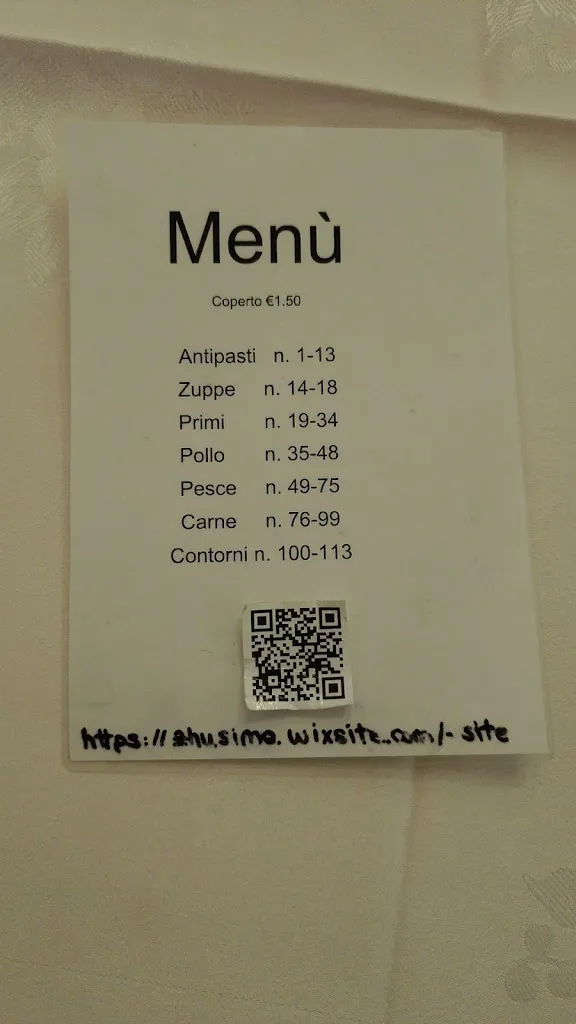 Menù
Coperto €1.50
Antipasti n. 1-13
Zuppe n. 14-18
Primi n. 19-34
Pollo n. 35-48
Pesce n. 49-75
Carne n. 76-99
Contorni n. 100-113
https://zhusimo.wixsite.com/-site